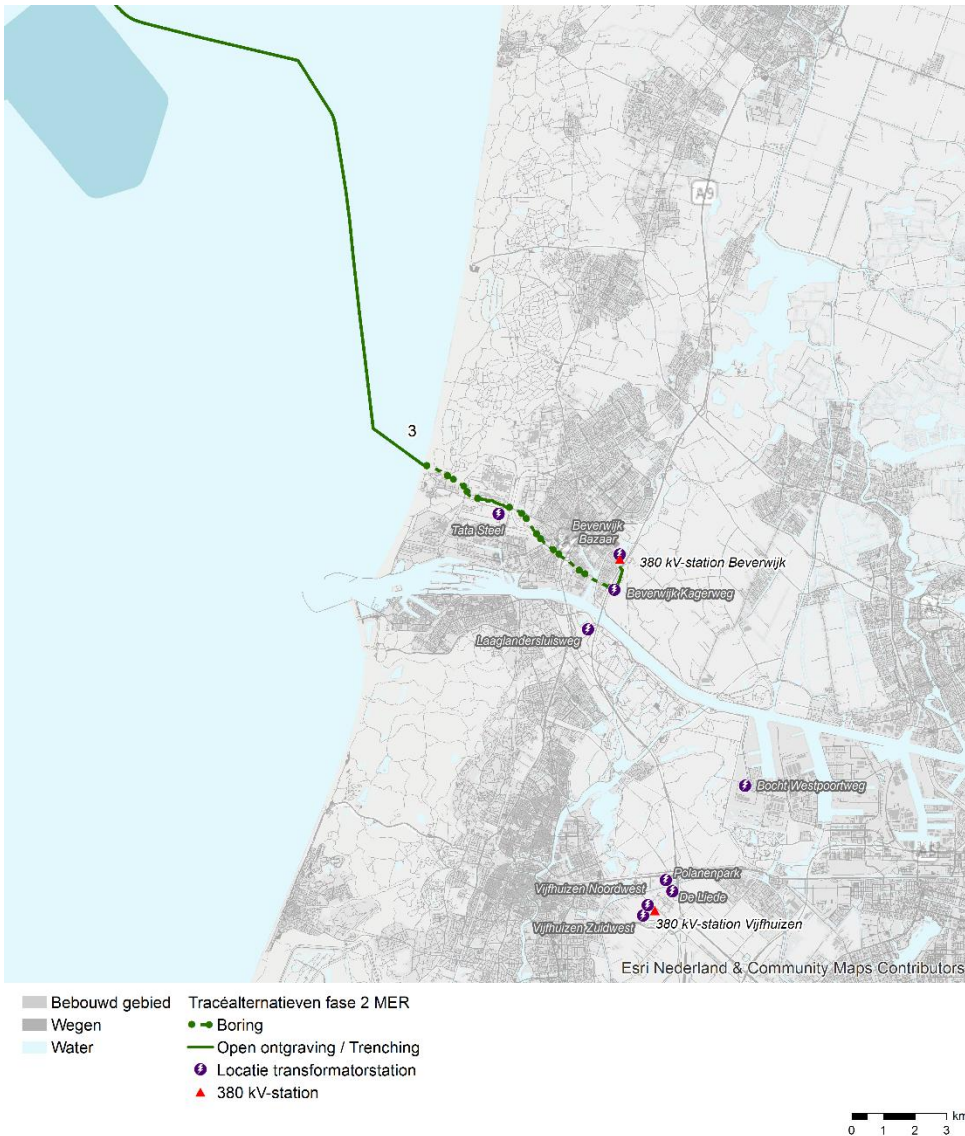 A9
3
Tata Steel
Beverwijk
Bazaar
380 kV-station Beverwijk
Beverwijk Kagerweg
Laaglandersluisweg
Bocht Westpoortweg
Polanenpark
Vijfhuizen Noordwest
De Liede
Vijfhuizen Zuidwest
380 kV-station Vijfhuizen
Esri Nederland & Community Maps Contributors
Bebouwd gebied
Wegen
Water
Tracéalternatieven fase 2 MER
Boring
Open ontgraving / Trenching
Locatie transformatorstation
380 kV-station
km
0 1 2 3